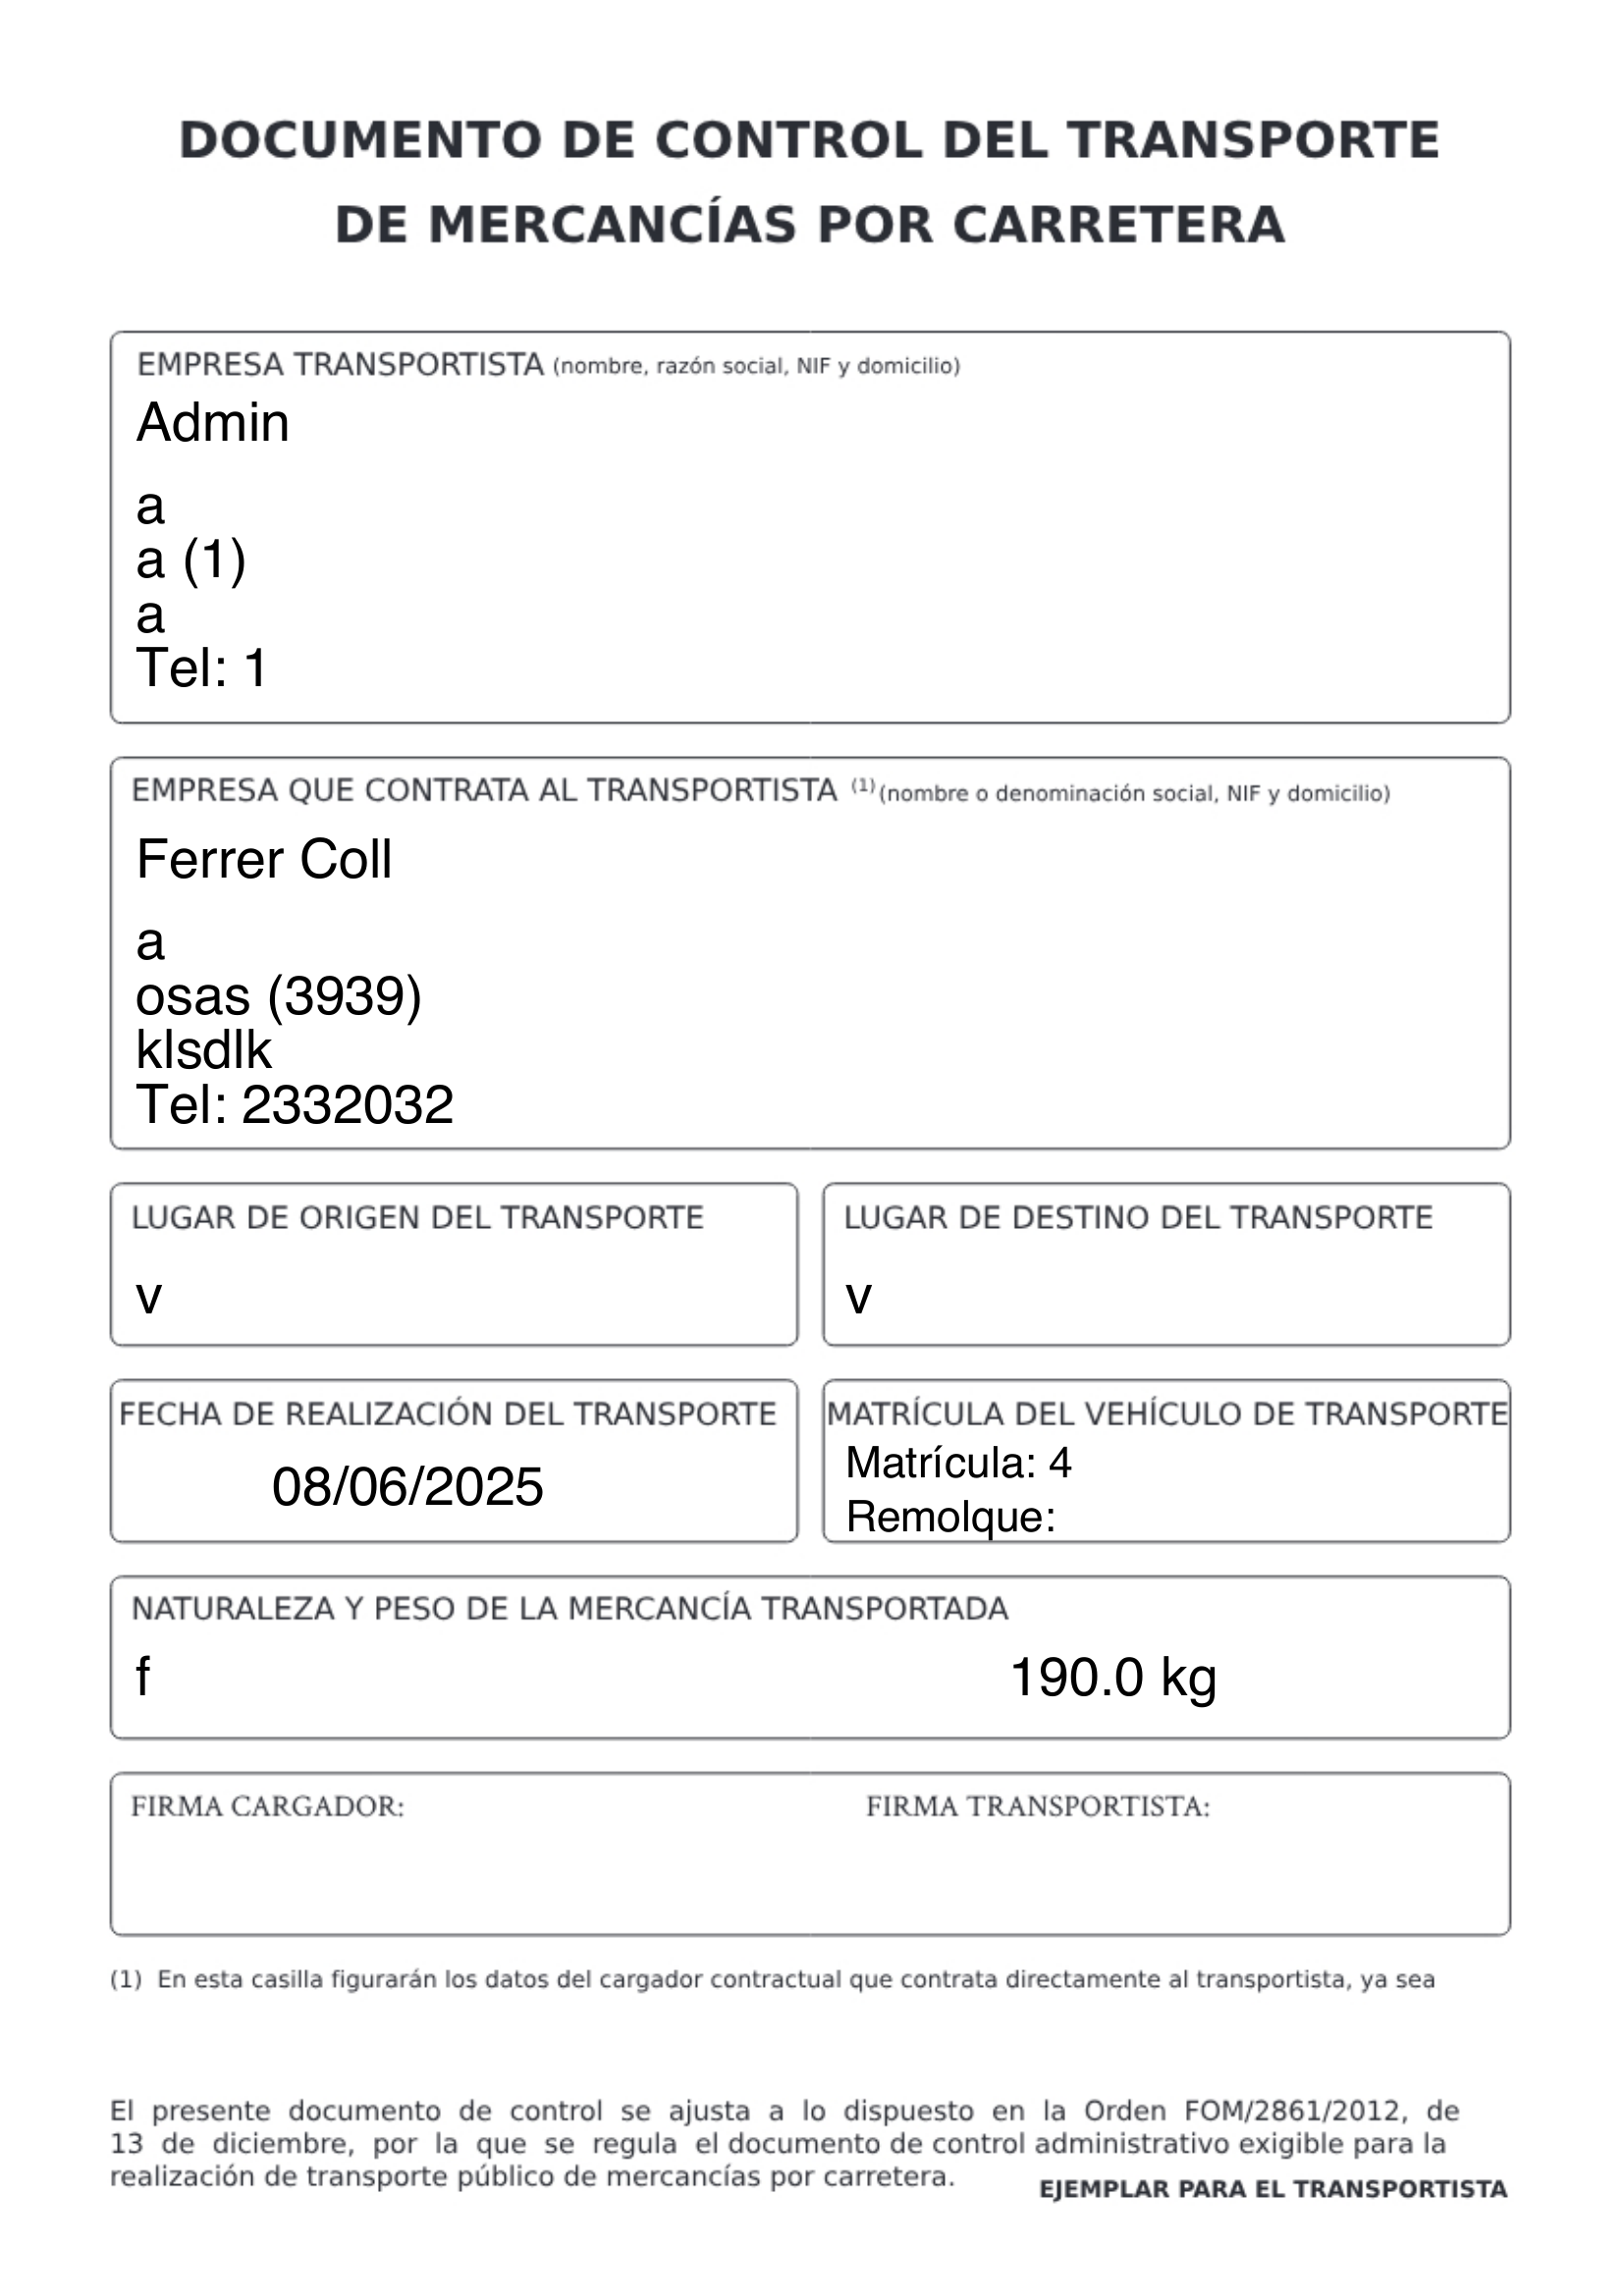 DOCUMENTO DE CONTROL DEL TRANSPORTE
DE MERCANCÍAS POR CARRETERA
EMPRESA TRANSPORTISTA (nombre, razón social, NIF y domicilio)
Admin
a
a (1)
a
Tel: 1
EMPRESA QUE CONTRATA AL TRANSPORTISTA (1) (nombre o denominación social, NIF y domicilio)
Ferrer Coll
a
osas (3939)
klsdlk
Tel: 2332032
LUGAR DE ORIGEN DEL TRANSPORTE
v
LUGAR DE DESTINO DEL TRANSPORTE
v
FECHA DE REALIZACIÓN DEL TRANSPORTE
08/06/2025
MATRÍCULA DEL VEHÍCULO DE TRANSPORTE
Matrícula: 4
Remolque:
NATURALEZA Y PESO DE LA MERCANCÍA TRANSPORTADA
f 190.0 kg
FIRMA CARGADOR: FIRMA TRANSPORTISTA:
(1) En esta casilla figurarán los datos del cargador contractual que contrata directamente al transportista, ya sea
El presente documento de control se ajusta a lo dispuesto en la Orden FOM/2861/2012, de
13 de diciembre, por la que se regula el documento de control administrativo exigible para la
realización de transporte público de mercancías por carretera.
EJEMPLAR PARA EL TRANSPORTISTA